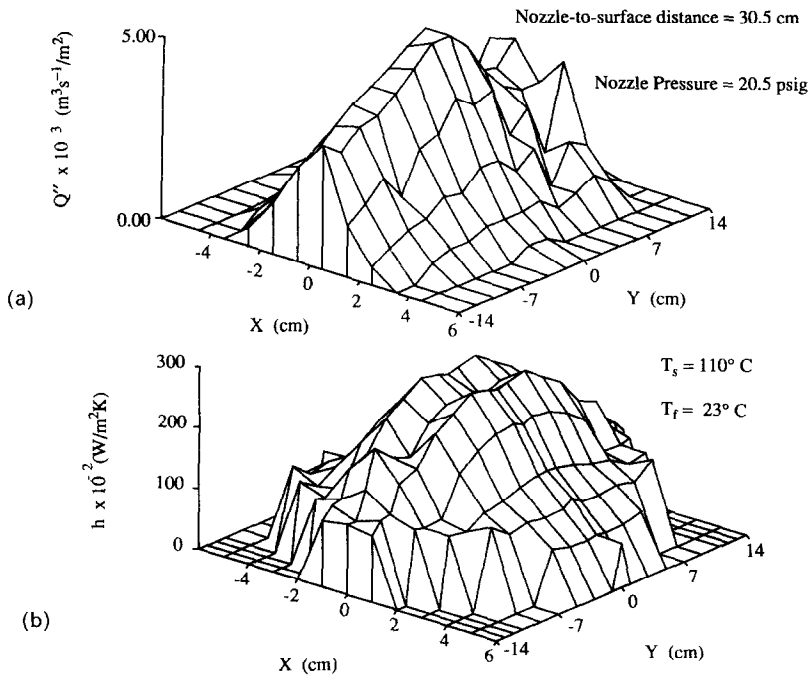 Nozzle-to-surface distance = 30.5 cm
Nozzle Pressure = 20.5 psig
5.00
0.00
Q″ x 10 ³ (m³s⁻¹/m²)
-4
-2
0
2
4
6
X (cm)
-14
-7
0
7
14
Y (cm)
(a)
Tₛ = 110° C
T_f = 23° C
300
200
100
0
h x 10⁻² (W/m²K)
-4
-2
0
2
4
6
X (cm)
-14
-7
0
7
14
Y (cm)
(b)